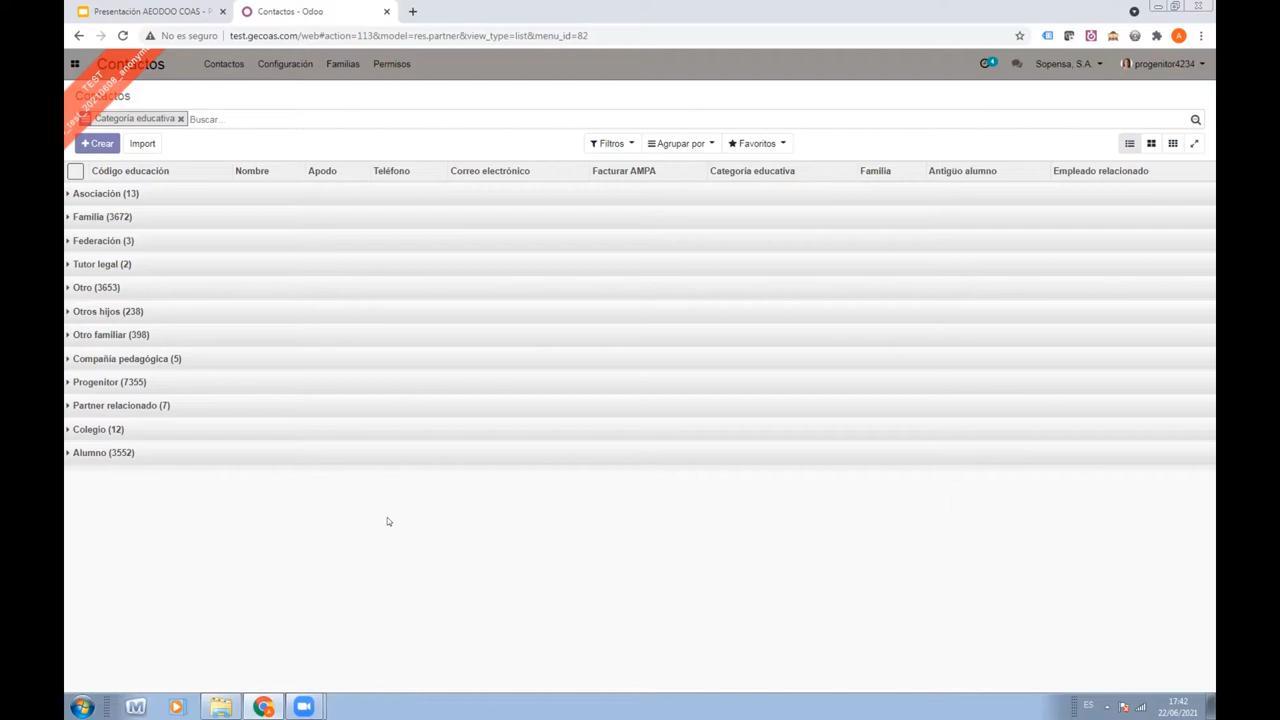 Presentación AEODOO COAS - P
Contactos - Odoo
No es seguro
test.gecoas.com/web#action=113&model=res.partner&view_type=list&menu_id=82
Contactos
Contactos
Configuración
Familias
Permisos
4
Sopensa, S.A.
progenitor4234
TEST
Contactos
Categoría educativa
Buscar...
Crear
Import
Filtros
Agrupar por
Favoritos
Código educación
Nombre
Apodo
Teléfono
Correo electrónico
Facturar AMPA
Categoría educativa
Familia
Antigüo alumno
Empleado relacionado
Asociación (13)
Familia (3672)
Federación (3)
Tutor legal (2)
Otro (3653)
Otros hijos (238)
Otro familiar (398)
Compañía pedagógica (5)
Progenitor (7355)
Partner relacionado (7)
Colegio (12)
Alumno (3552)
ES
17:42
22/06/2021